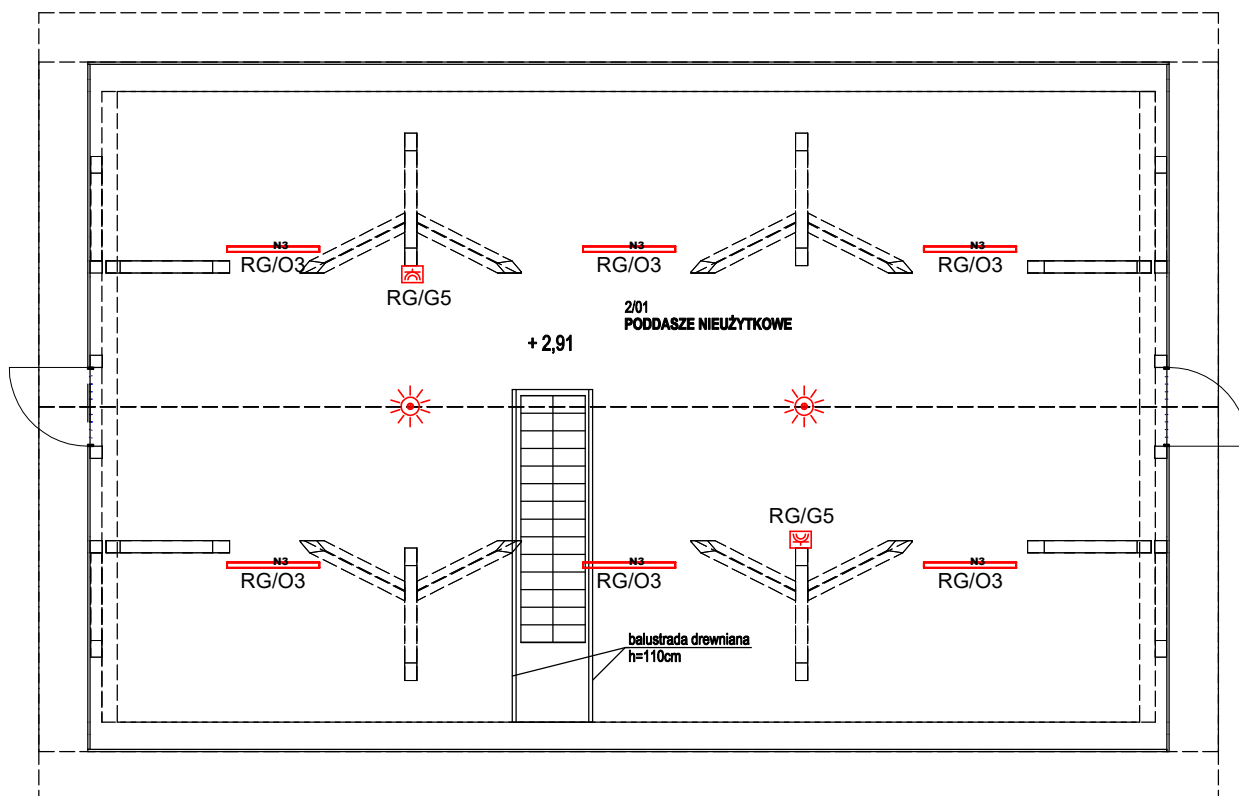 N3
RG/O3
N3
RG/O3
N3
RG/O3
RG/G5
2/01
PODDASZE NIEUŻYTKOWE
+ 2,91
RG/G5
N3
RG/O3
N3
RG/O3
N3
RG/O3
balustrada drewniana
h=110cm